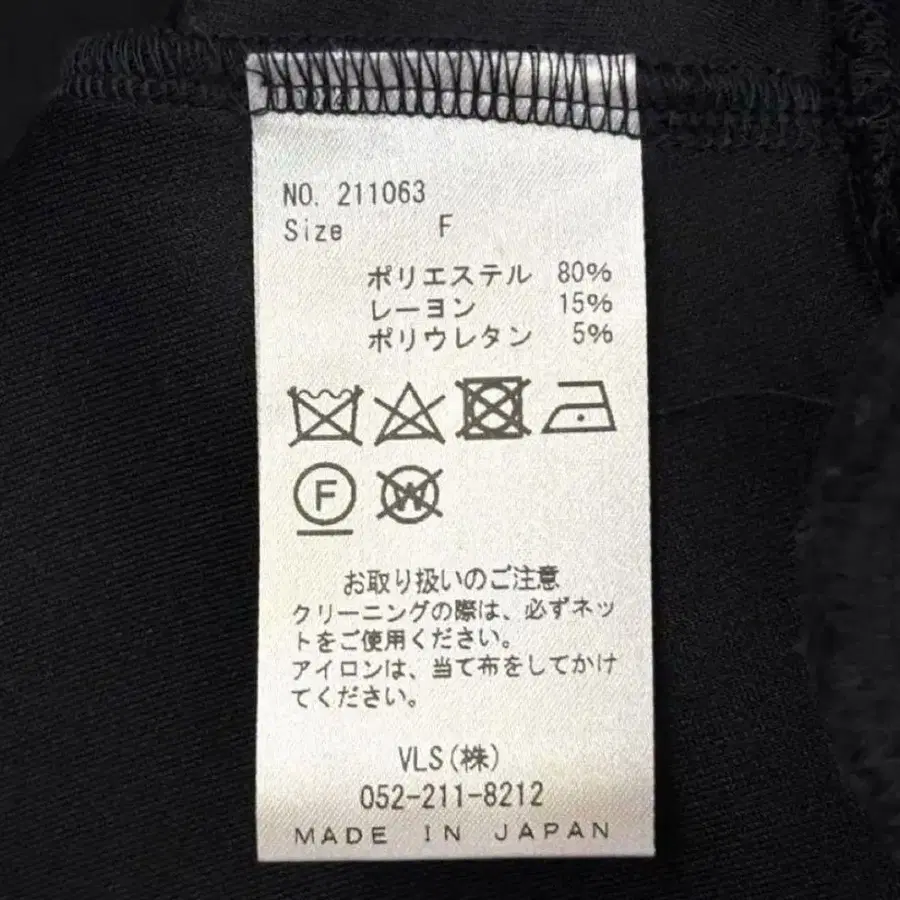 NO. 211063
Size F
ポリエステル 80%
レーヨン 15%
ポリウレタン 5%
F
W
お取り扱いのご注意
クリーニングの際は、必ずネッ
トをご使用ください。
アイロンは、当て布をしてかけ
てください。
VLS(株)
052-211-8212
MADE IN JAPAN